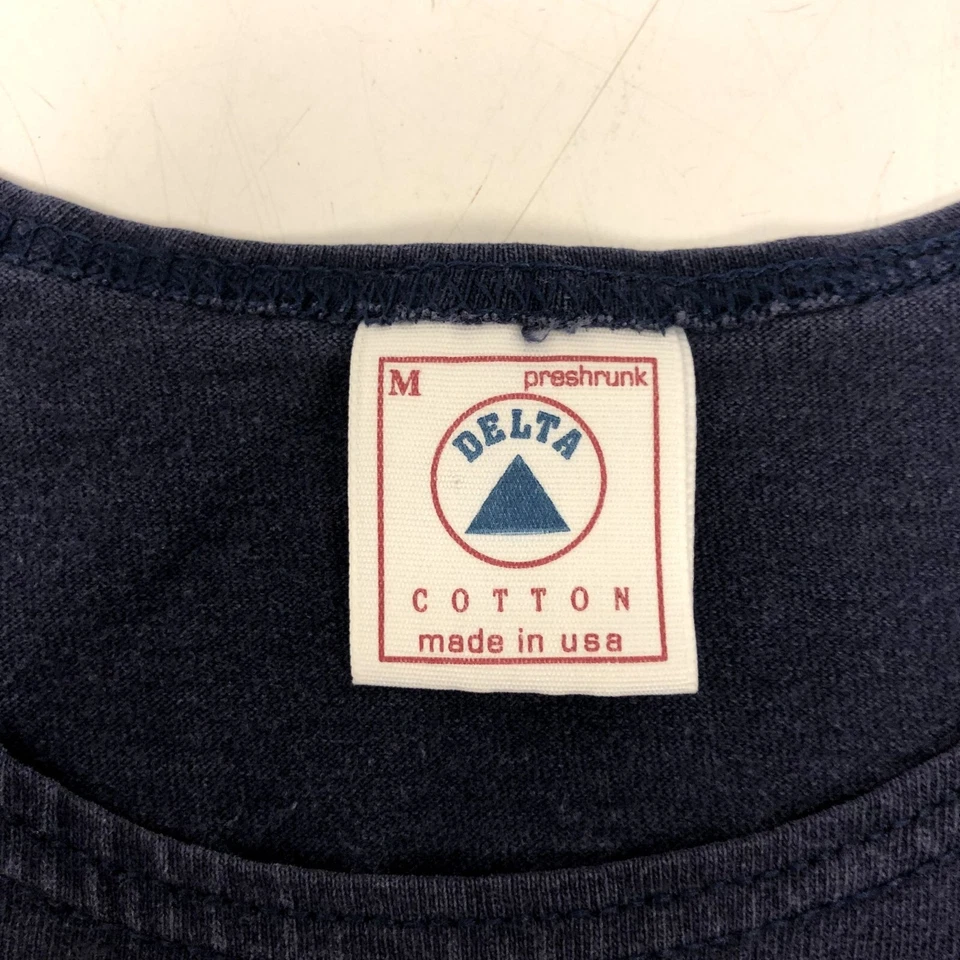 M preshrunk
DELTA
COTTON
made in usa